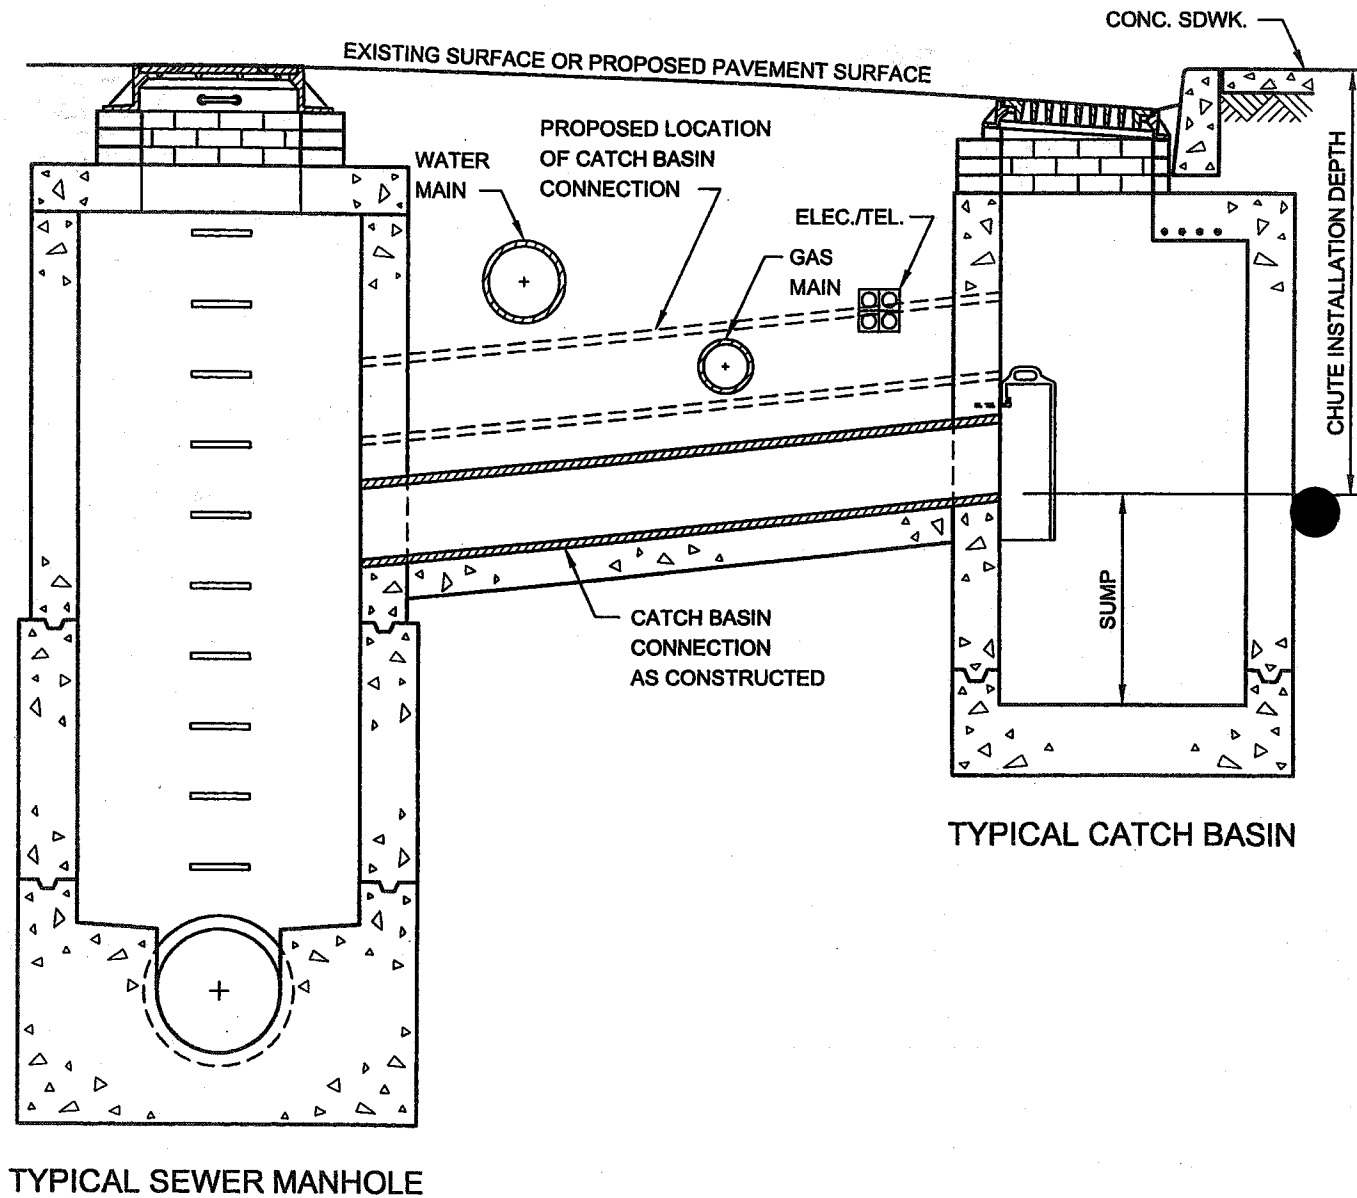 CONC. SDWK.
EXISTING SURFACE OR PROPOSED PAVEMENT SURFACE
PROPOSED LOCATION
OF CATCH BASIN
CONNECTION
WATER
MAIN
ELEC./TEL.
GAS
MAIN
CHUTE INSTALLATION DEPTH
SUMP
CATCH BASIN
CONNECTION
AS CONSTRUCTED
TYPICAL CATCH BASIN
TYPICAL SEWER MANHOLE